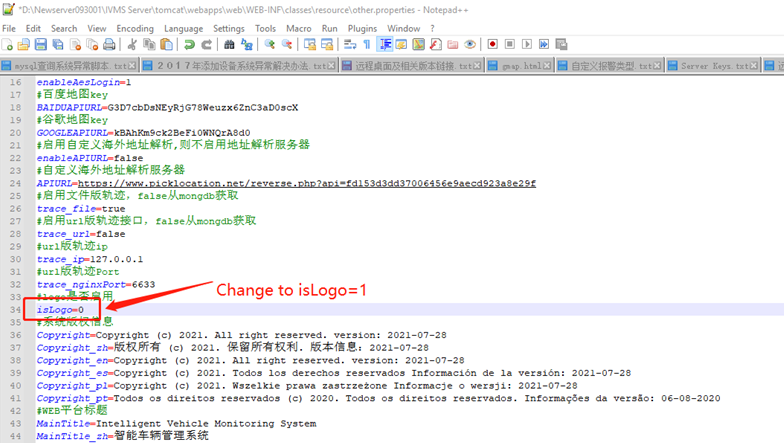 *D:\Newserver093001\IVMS Server\tomcat\webapps\web\WEB-INF\classes\resource\other.properties - Notepad++
File Edit Search View Encoding Language Settings Tools Macro Run Plugins Window ?
mysql查询系统异常脚本.txt 2017年添加设备系统异常解决办法.txt 远程桌面及相关版本链接.txt gmap.html 自定义报警类型.txt Server Keys.txt
16 enableAesLogin=1
17 #百度地图key
18 BAIDUAPIURL=G3D7cbDsNEyRjG78Weuzx6ZnC3aD0scX
19 #谷歌地图key
20 GOOGLEAPIURL=kBAhKm9ck2BeFi0WNQrA8d0
21 #启用自定义海外地址解析,则不启用地址解析服务器
22 enableAPIURL=false
23 #自定义海外地址解析服务器
24 APIURL=https://www.picklocation.net/reverse.php?api=fd153d3dd37006456e9aecd923a8e29f
25 #启用文件版轨迹，false从mongdb获取
26 trace_file=true
27 #启用url版轨迹接口，false从mongdb获取
28 trace_url=false
29 #url版轨迹ip
30 trace_ip=127.0.0.1
31 #url版轨迹Port
32 trace_nginxPort=6633
33 #logo是否启用
Change to isLogo=1
34 isLogo=0
35 #系统版权信息
36 Copyright=Copyright (c) 2021. All right reserved. version: 2021-07-28
37 Copyright_zh=版权所有 (c) 2021. 保留所有权利. 版本信息：2021-07-28
38 Copyright_en=Copyright (c) 2021. All right reserved. version: 2021-07-28
39 Copyright_es=Copyright (c) 2021. Todos los derechos reservados Información de la versión: 2021-07-28
40 Copyright_pl=Copyright (c) 2021. Wszelkie prawa zastrzeżone Informacje o wersji: 2021-07-28
41 Copyright_pt=Todos os direitos reservados (c) 2020. Todos os direitos reservados. Informações da versão: 06-08-2020
42 #WEB平台标题
43 MainTitle=Intelligent Vehicle Monitoring System
44 MainTitle_zh=智能车辆管理系统